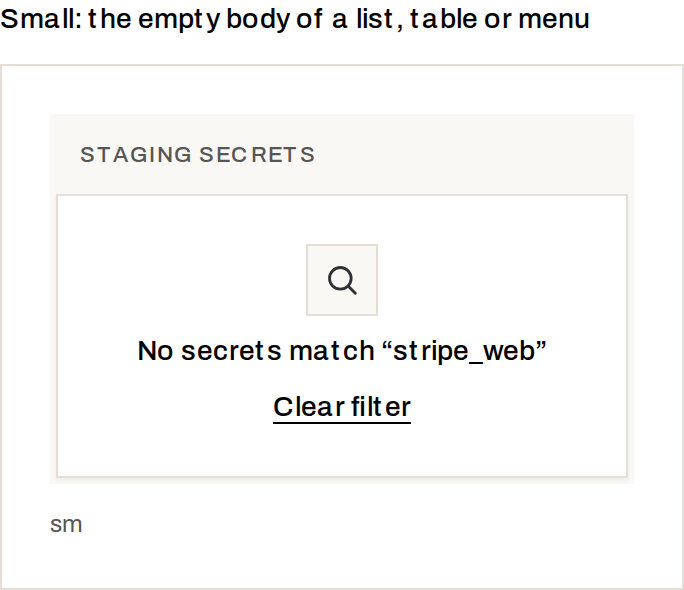 Small: the empty body of a list, table or menu
STAGING SECRETS
No secrets match “stripe_web”
Clear filter
sm